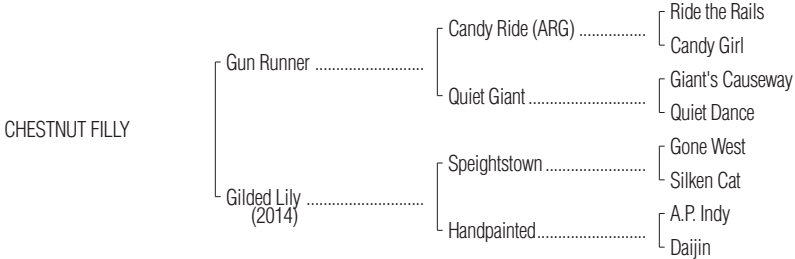 CHESTNUT FILLY
Gun Runner ..........................
Gilded Lily ............................
(2014)
Candy Ride (ARG) ................
Quiet Giant ............................
Speightstown ........................
Handpainted..........................
Ride the Rails
Candy Girl
Giant's Causeway
Quiet Dance
Gone West
Silken Cat
A.P. Indy
Daijin